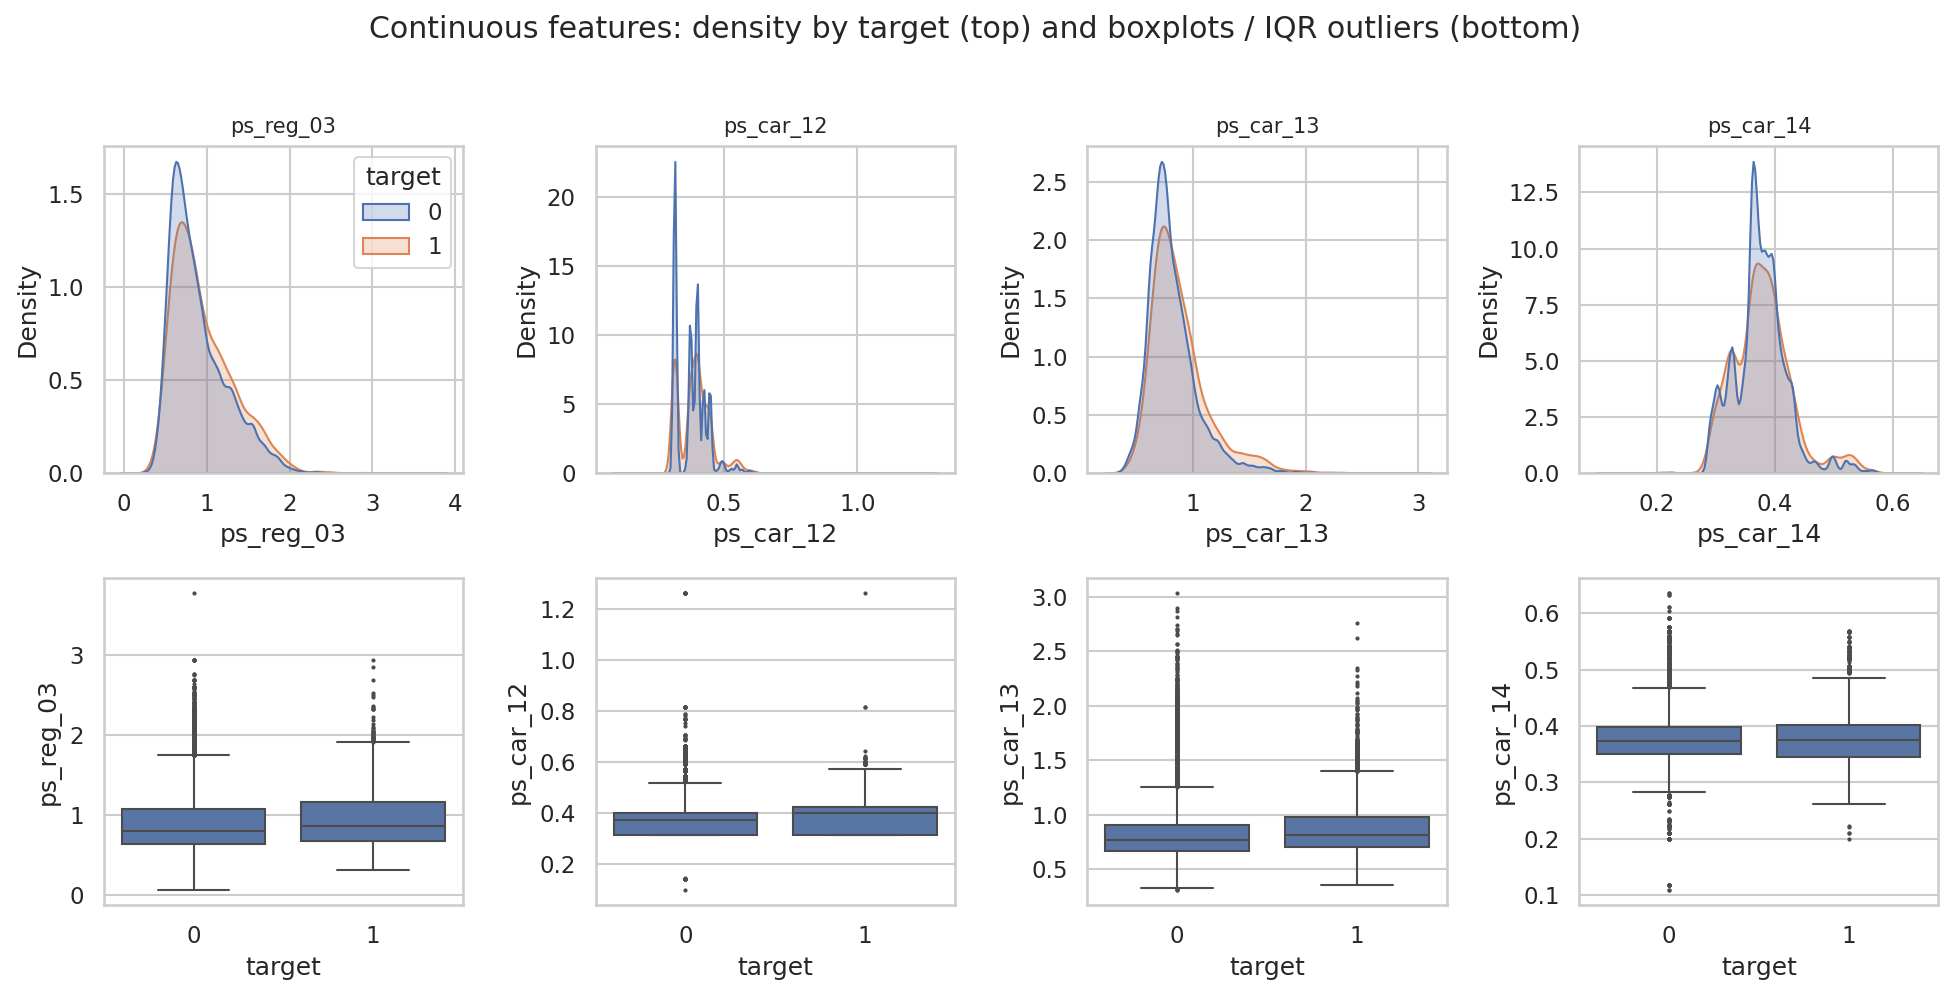 Continuous features: density by target (top) and boxplots / IQR outliers (bottom)
ps_reg_03
Density
1.5
1.0
0.5
0.0
0 1 2 3 4
ps_reg_03
target
0
1
ps_car_12
Density
20
15
10
5
0
0.5 1.0
ps_car_12
ps_car_13
Density
2.5
2.0
1.5
1.0
0.5
0.0
1 2 3
ps_car_13
ps_car_14
Density
12.5
10.0
7.5
5.0
2.5
0.0
0.2 0.4 0.6
ps_car_14
ps_reg_03
3
2
1
0
0 1
target
ps_car_12
1.2
1.0
0.8
0.6
0.4
0.2
0 1
target
ps_car_13
3.0
2.5
2.0
1.5
1.0
0.5
0 1
target
ps_car_14
0.6
0.5
0.4
0.3
0.2
0.1
0 1
target